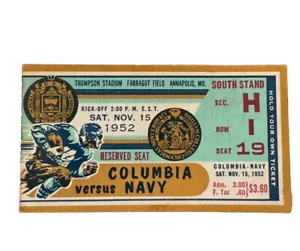 THOMPSON STADIUM FARRAGUT FIELD ANNAPOLIS, MD.
KICK-OFF 2:00 P.M. E.S.T.
SAT. NOV. 15
1952
RESERVED SEAT
COLUMBIA
versus NAVY
SOUTH STAND
SEC. H
ROW 1
SEAT 19
COLUMBIA-NAVY
SAT. NOV. 15, 1952
Adm. 3.00
F. Tax .60
$3.60
HOLD YOUR OWN TICKET